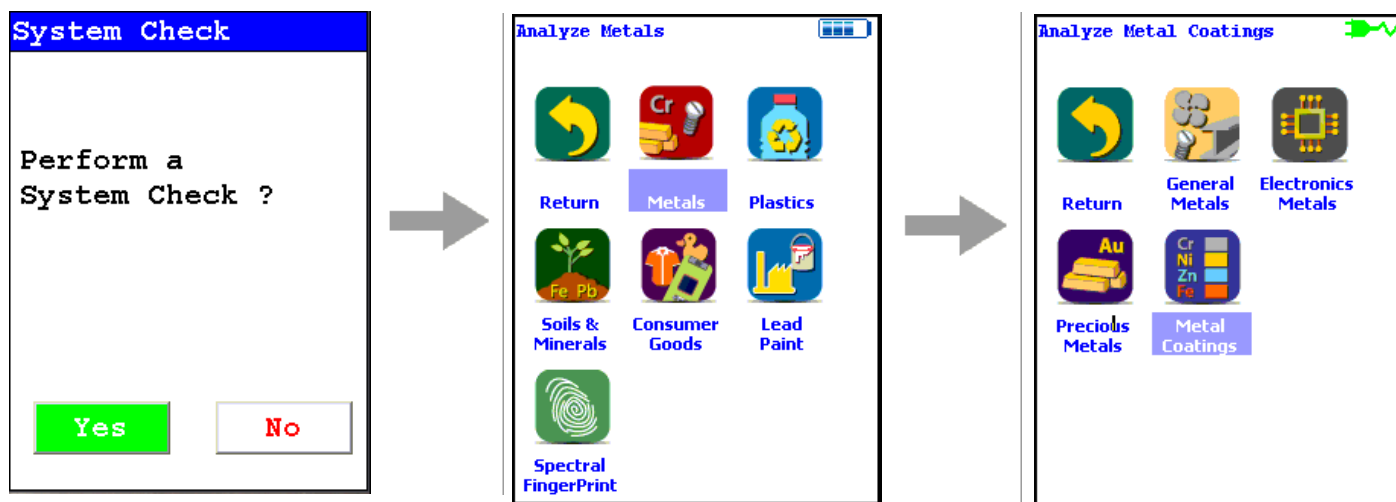 System Check
Perform a
System Check ?
Yes
No
Analyze Metals
Cr
Return
Metals
Plastics
Fe Pb
Soils &
Minerals
Consumer
Goods
Lead
Paint
Spectral
FingerPrint
Analyze Metal Coatings
Return
General
Metals
Electronics
Metals
Au
Cr
Ni
Zn
Fe
Precious
Metals
Metal
Coatings